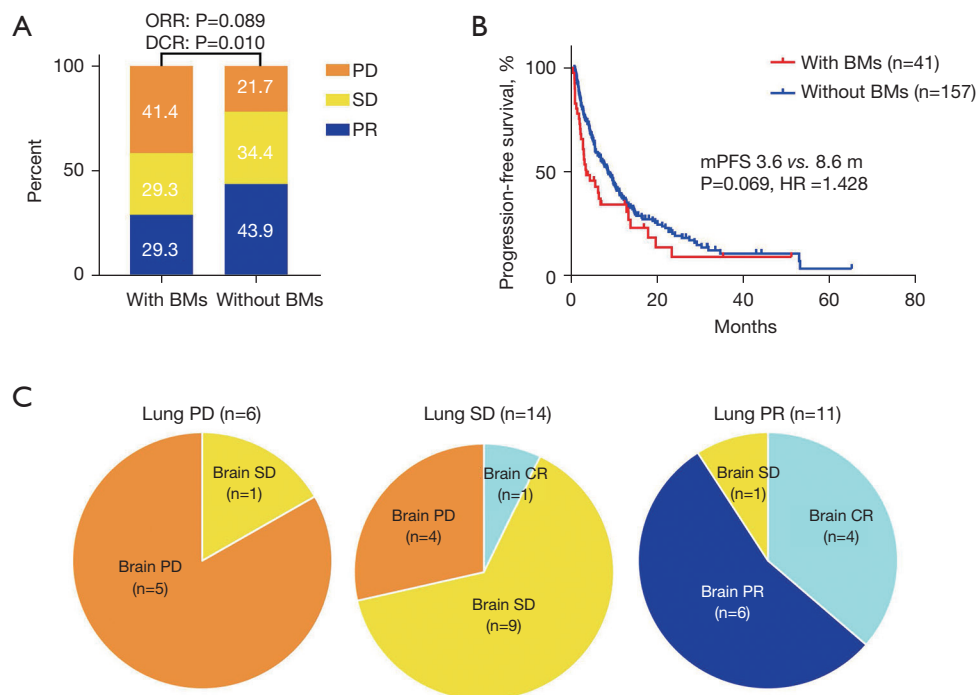 A
ORR: P=0.089
DCR: P=0.010
100
50
0
Percent
41.4
29.3
29.3
21.7
34.4
43.9
With BMs
Without BMs
PD
SD
PR
B
100
50
0
Progression-free survival, %
With BMs (n=41)
Without BMs (n=157)
mPFS 3.6 vs. 8.6 m
P=0.069, HR =1.428
0
20
40
60
80
Months
C
Lung PD (n=6)
Brain SD
(n=1)
Brain PD
(n=5)
Lung SD (n=14)
Brain CR
(n=1)
Brain PD
(n=4)
Brain SD
(n=9)
Lung PR (n=11)
Brain SD
(n=1)
Brain CR
(n=4)
Brain PR
(n=6)